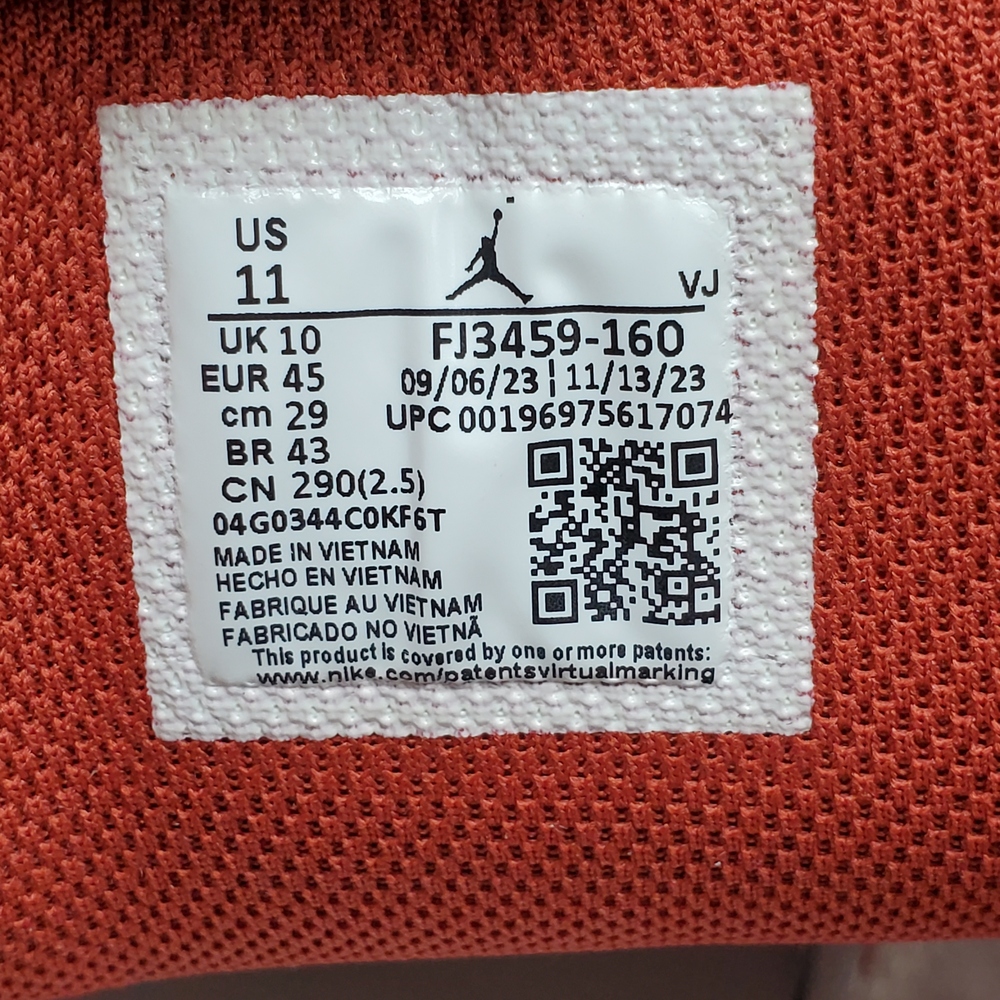 US
11
VJ
UK 10
FJ3459-160
EUR 45
09/06/23 ¦ 11/13/23
cm 29
UPC 00196975617074
BR 43
CN 290(2.5)
04G0344C0KF6T
MADE IN VIETNAM
HECHO EN VIETNAM
FABRIQUE AU VIETNAM
FABRICADO NO VIETNÃ
This product is covered by one or more patents:
www.nike.com/patentsvirtualmarking